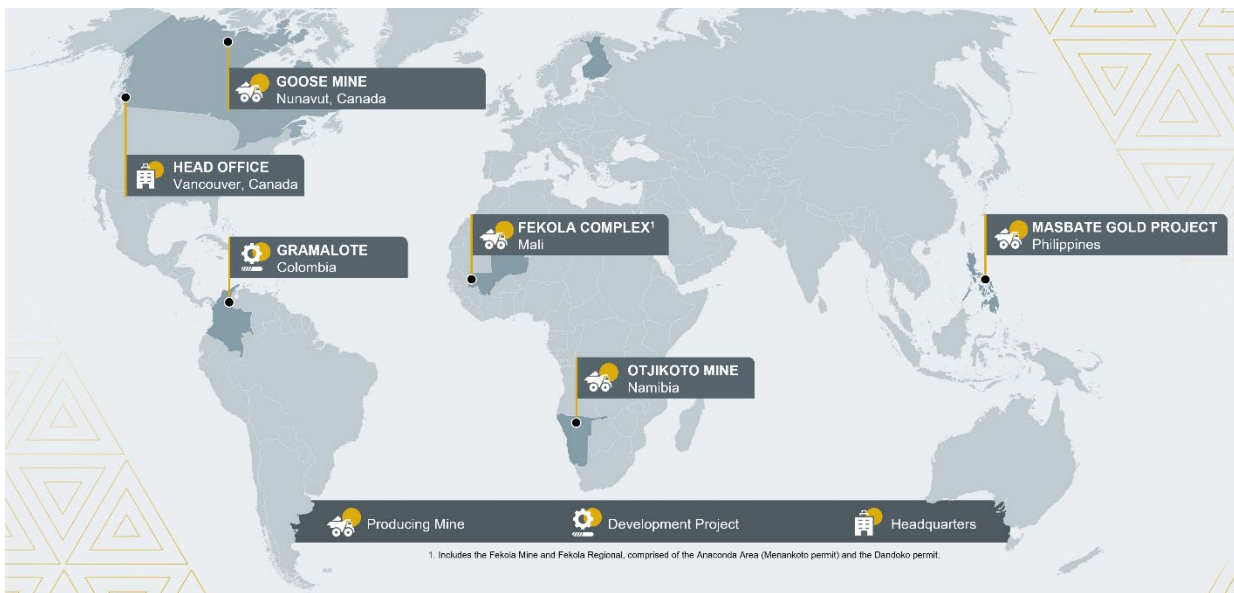 GOOSE MINE
Nunavut, Canada
HEAD OFFICE
Vancouver, Canada
GRAMALOTE
Colombia
FEKOLA COMPLEX¹
Mali
MASBATE GOLD PROJECT
Philippines
OTJIKOTO MINE
Namibia
Producing Mine
Development Project
Headquarters
1. Includes the Fekola Mine and Fekola Regional, comprised of the Anaconda Area (Menankoto permit) and the Dandoko permit.